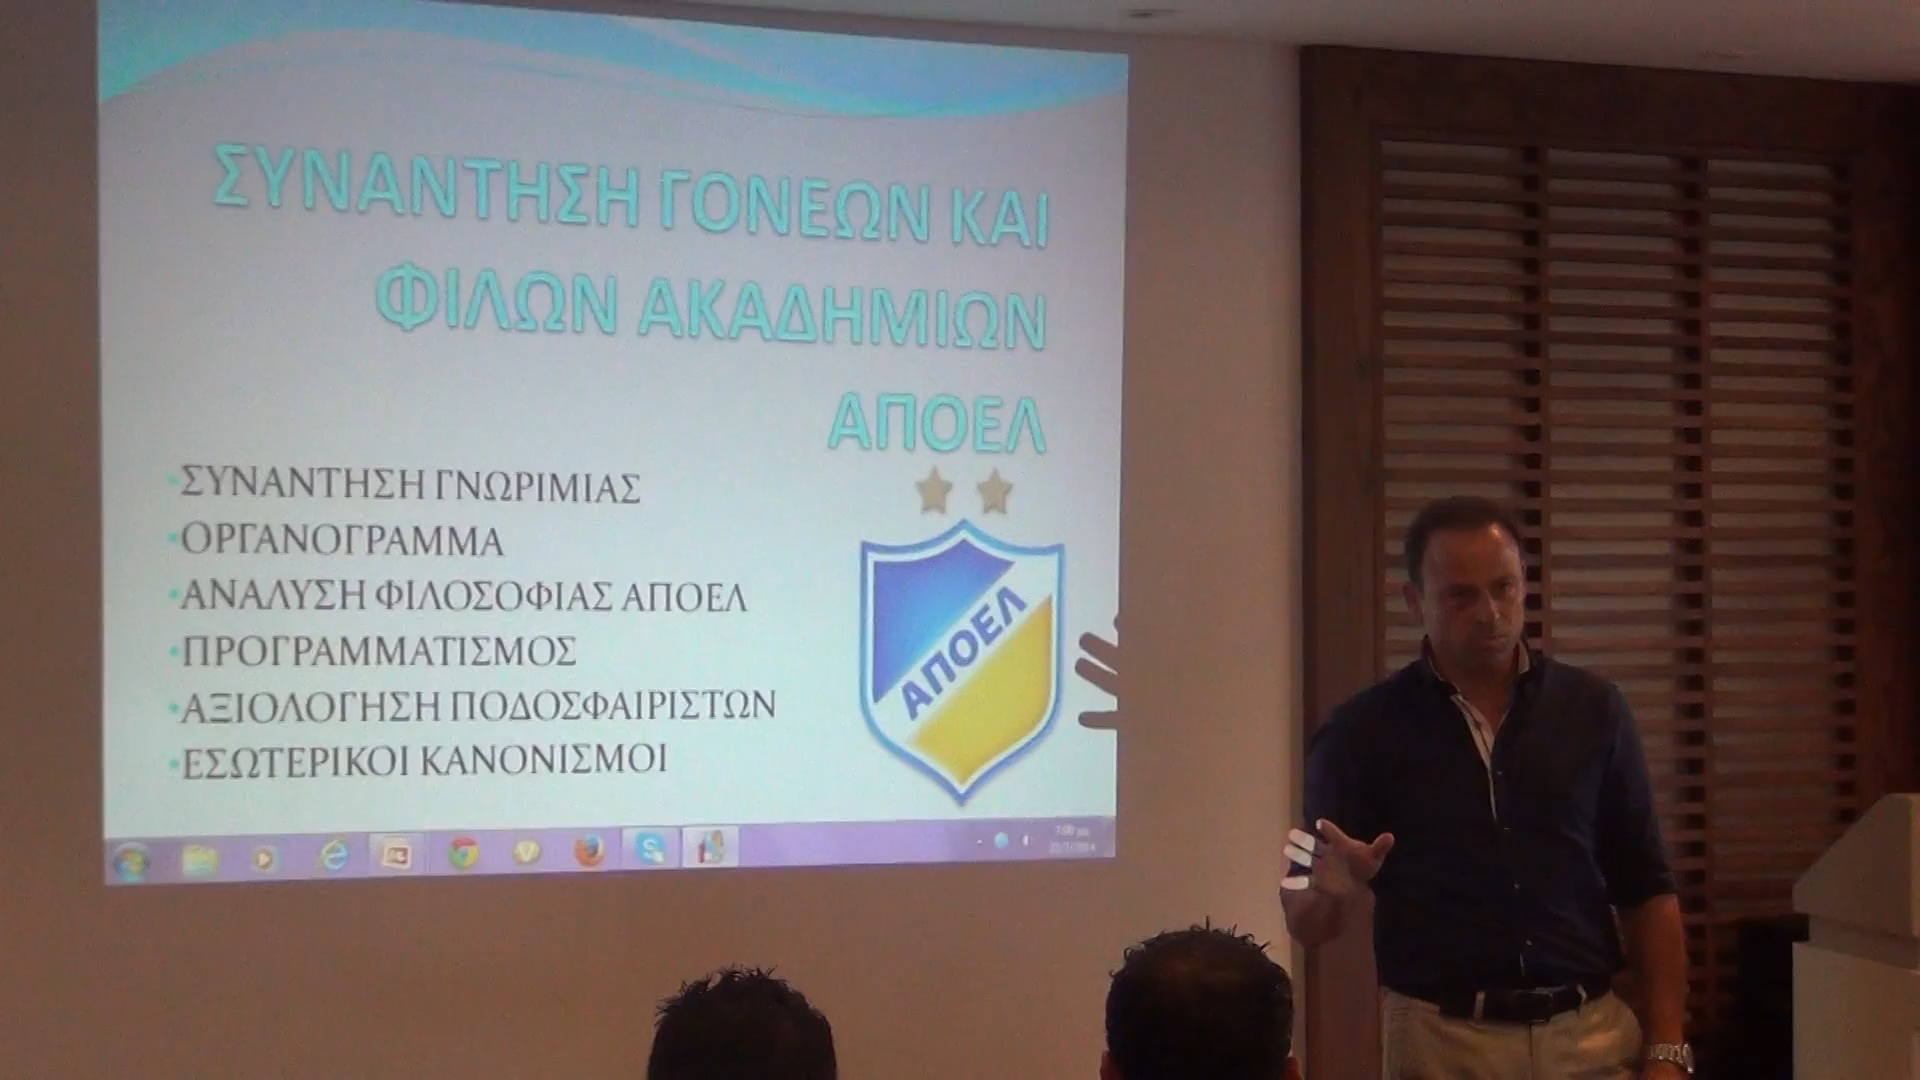 ΣΥΝΑΝΤΗΣΗ ΓΟΝΕΩΝ ΚΑΙ
ΦΙΛΩΝ ΑΚΑΔΗΜΙΩΝ
ΑΠΟΕΛ
•ΣΥΝΑΝΤΗΣΗ ΓΝΩΡΙΜΙΑΣ
•ΟΡΓΑΝΟΓΡΑΜΜΑ
•ΑΝΑΛΥΣΗ ΦΙΛΟΣΟΦΙΑΣ ΑΠΟΕΛ
•ΠΡΟΓΡΑΜΜΑΤΙΣΜΟΣ
•ΑΞΙΟΛΟΓΗΣΗ ΠΟΔΟΣΦΑΙΡΙΣΤΩΝ
•ΕΣΩΤΕΡΙΚΟΙ ΚΑΝΟΝΙΣΜΟΙ
ΑΠΟΕΛ